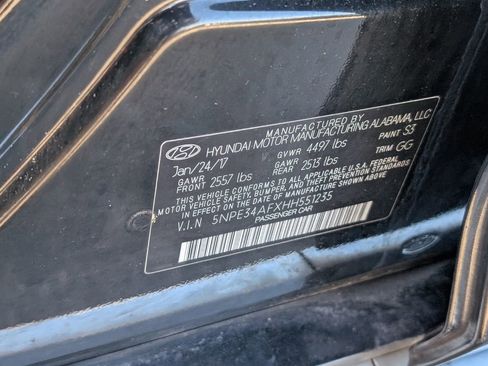 MANUFACTURED BY
HYUNDAI MOTOR MANUFACTURING ALABAMA, LLC
Jan/24/17 GVWR 4497 lbs PAINT S3
GAWR FRONT 2557 lbs GAWR REAR 2513 lbs TRIM GG
THIS VEHICLE CONFORMS TO ALL APPLICABLE U.S.A. FEDERAL
MOTOR VEHICLE SAFETY, BUMPER, AND THEFT PREVENTION STANDARDS
IN EFFECT ON THE DATE OF MANUFACTURE SHOWN ABOVE.
V.I.N 5NPE34AFXHH551235
PASSENGER CAR